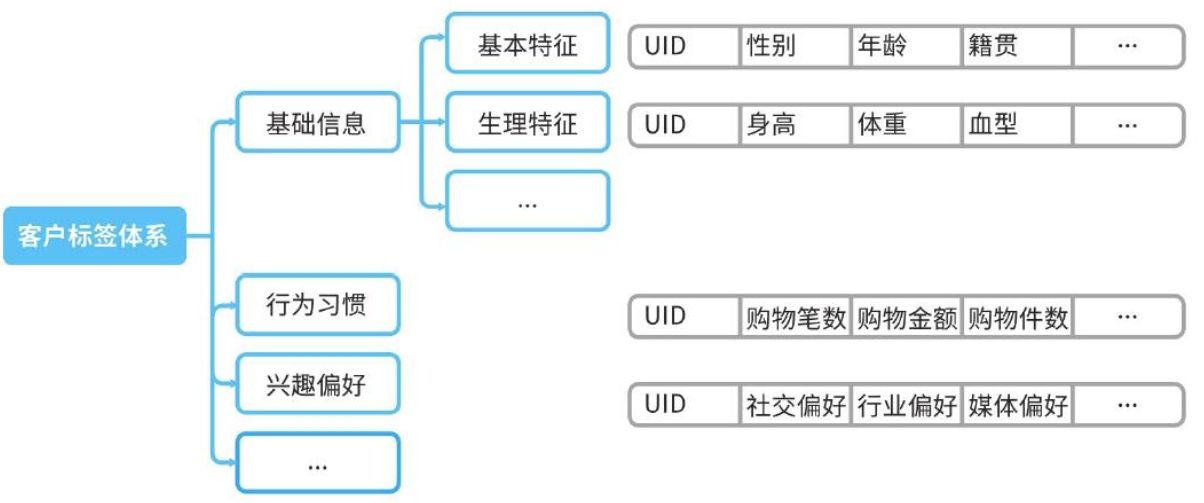 基本特征
UID 性别 年龄 籍贯 ...
基础信息
生理特征
UID 身高 体重 血型 ...
...
客户标签体系
行为习惯
UID 购物笔数 购物金额 购物件数 ...
兴趣偏好
UID 社交偏好 行业偏好 媒体偏好 ...
...